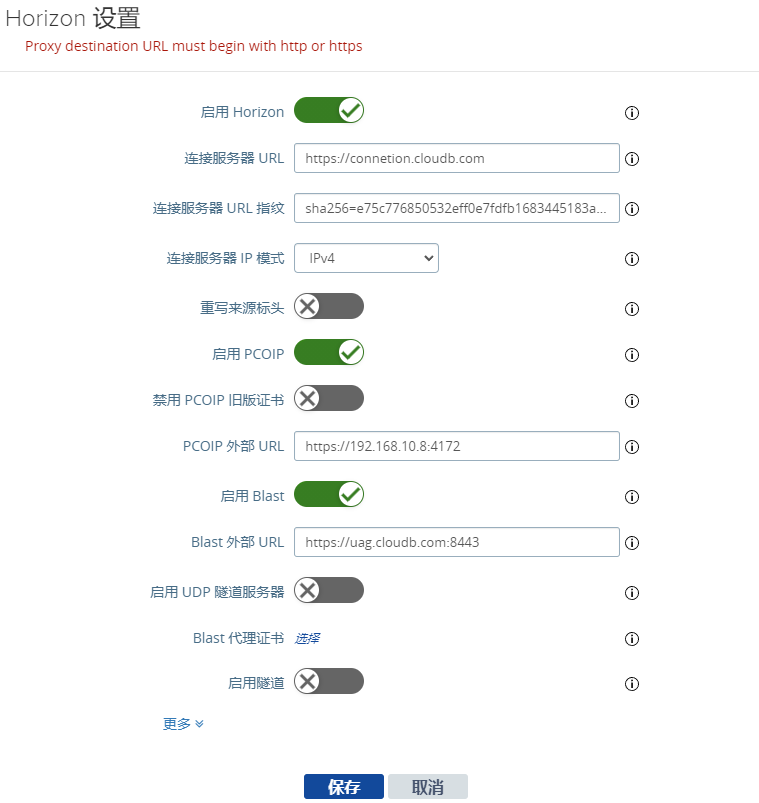 Horizon 设置
Proxy destination URL must begin with http or https
启用 Horizon
连接服务器 URL https://connetion.cloudb.com
连接服务器 URL 指纹 sha256=e75c776850532eff0e7fdfb1683445183a...
连接服务器 IP 模式 IPv4
重写来源标头
启用 PCOIP
禁用 PCOIP 旧版证书
PCOIP 外部 URL https://192.168.10.8:4172
启用 Blast
Blast 外部 URL https://uag.cloudb.com:8443
启用 UDP 隧道服务器
Blast 代理证书 选择
启用隧道
更多
保存 取消